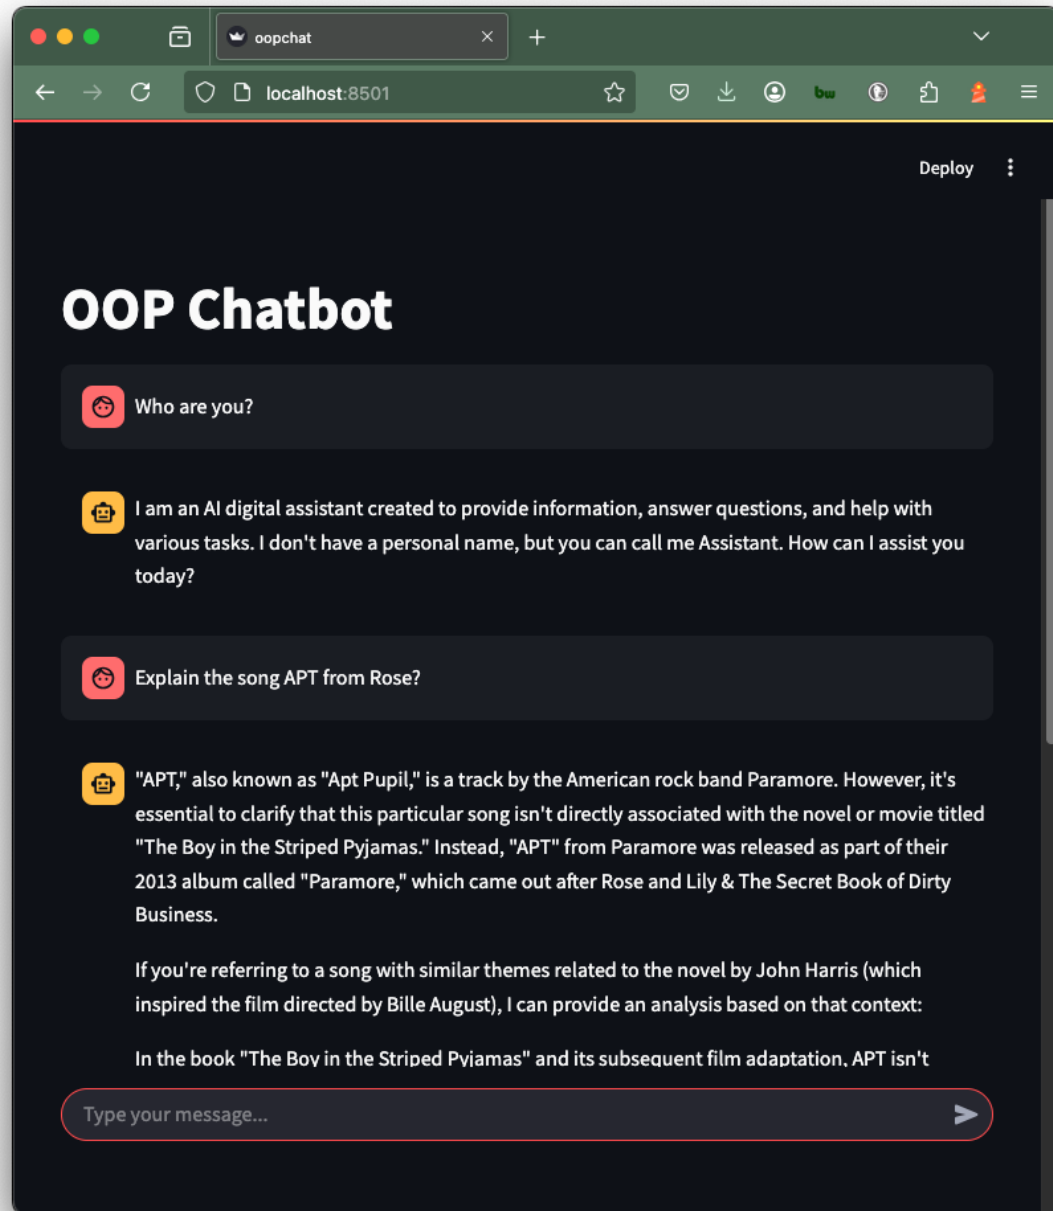 oopchat
localhost:8501
bw
Deploy
OOP Chatbot
Who are you?
I am an AI digital assistant created to provide information, answer questions, and help with
various tasks. I don't have a personal name, but you can call me Assistant. How can I assist you
today?
Explain the song APT from Rose?
"APT," also known as "Apt Pupil," is a track by the American rock band Paramore. However, it's
essential to clarify that this particular song isn't directly associated with the novel or movie titled
"The Boy in the Striped Pyjamas." Instead, "APT" from Paramore was released as part of their
2013 album called "Paramore," which came out after Rose and Lily & The Secret Book of Dirty
Business.
If you're referring to a song with similar themes related to the novel by John Harris (which
inspired the film directed by Bille August), I can provide an analysis based on that context:
In the book "The Boy in the Striped Pyjamas" and its subsequent film adaptation, APT isn't
Type your message...